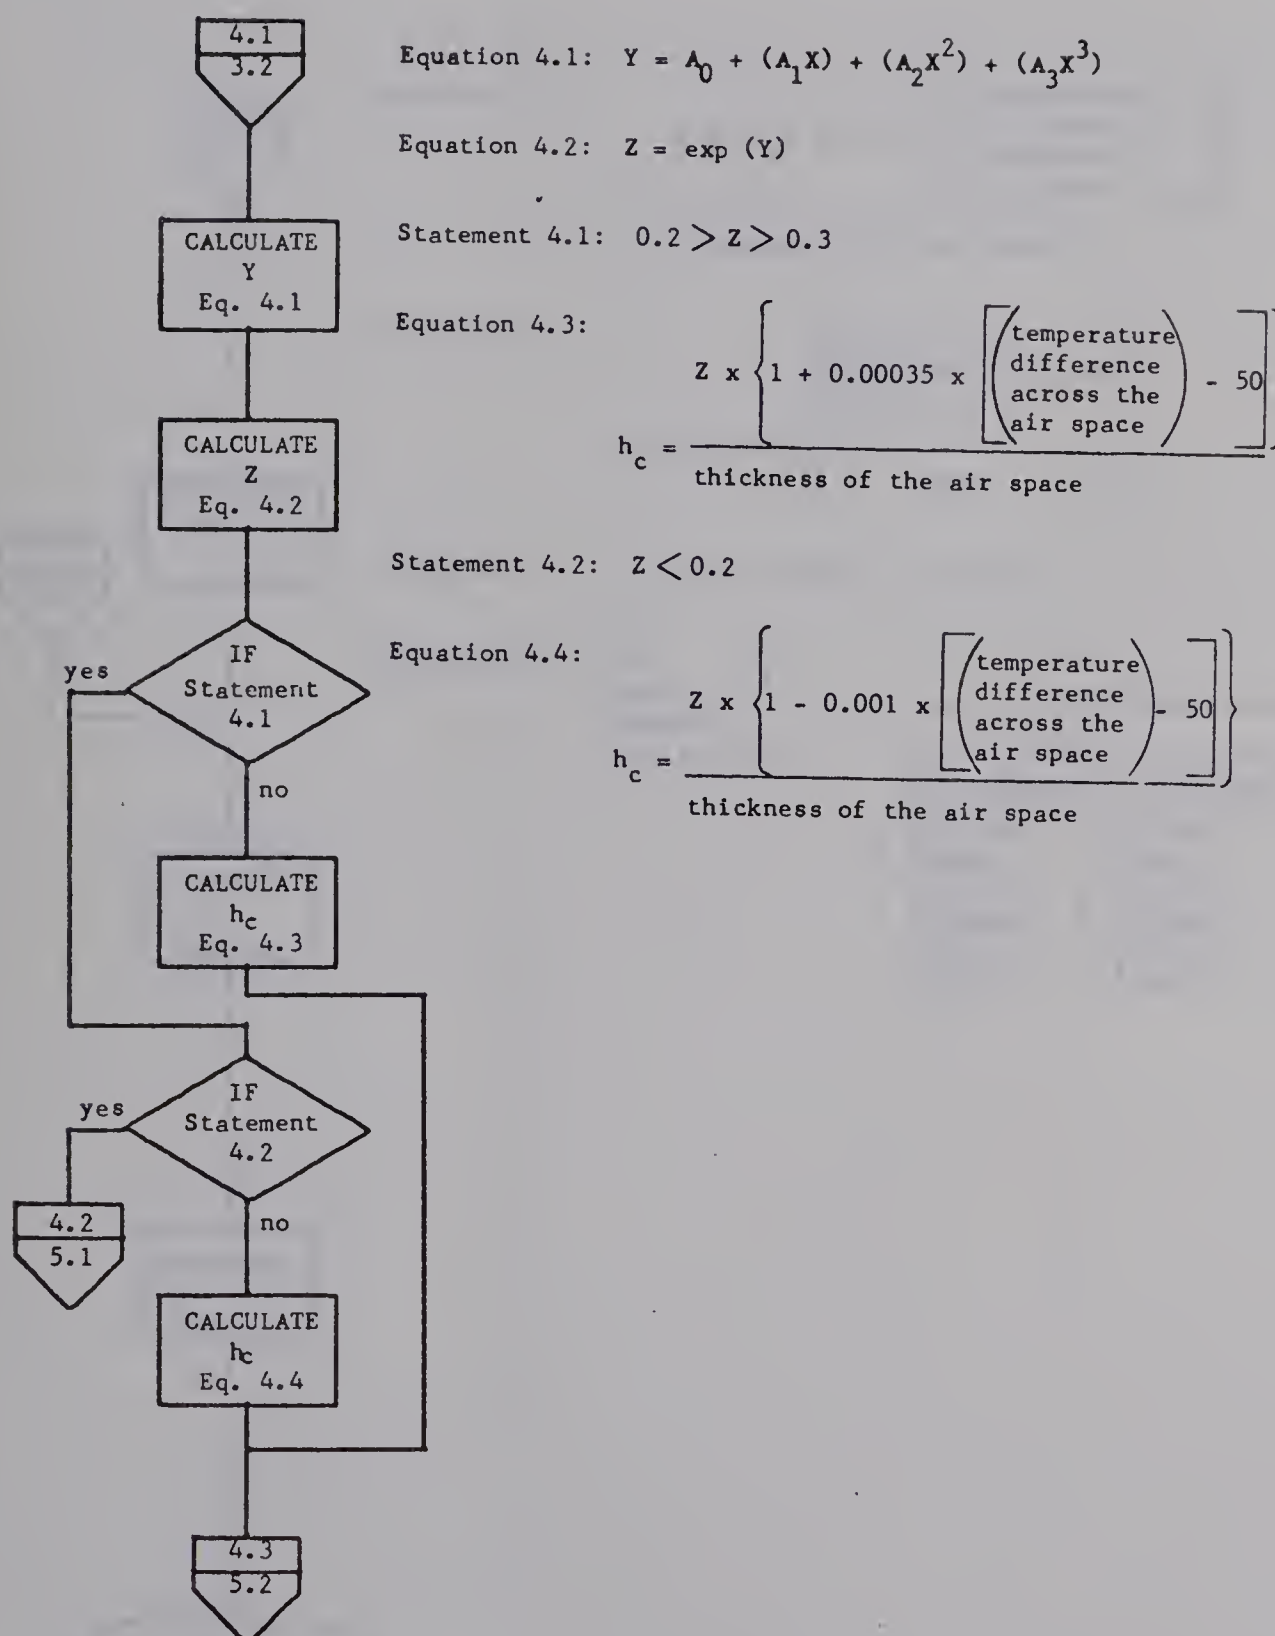 4.1
3.2
Equation 4.1: Y = A₀ + (A₁X) + (A₂X²) + (A₃X³)
Equation 4.2: Z = exp (Y)
CALCULATE
Y
Eq. 4.1
Statement 4.1: 0.2 > Z > 0.3
Equation 4.3:
h_c = Z x {1 + 0.00035 x [(temperature
difference
across the
air space) - 50]}
thickness of the air space
CALCULATE
Z
Eq. 4.2
Statement 4.2: Z < 0.2
IF
Statement
4.1
yes
no
Equation 4.4:
h_c = Z x {1 - 0.001 x [(temperature
difference
across the
air space) - 50]}
thickness of the air space
CALCULATE
h_c
Eq. 4.3
IF
Statement
4.2
yes
no
4.2
5.1
CALCULATE
h_c
Eq. 4.4
4.3
5.2